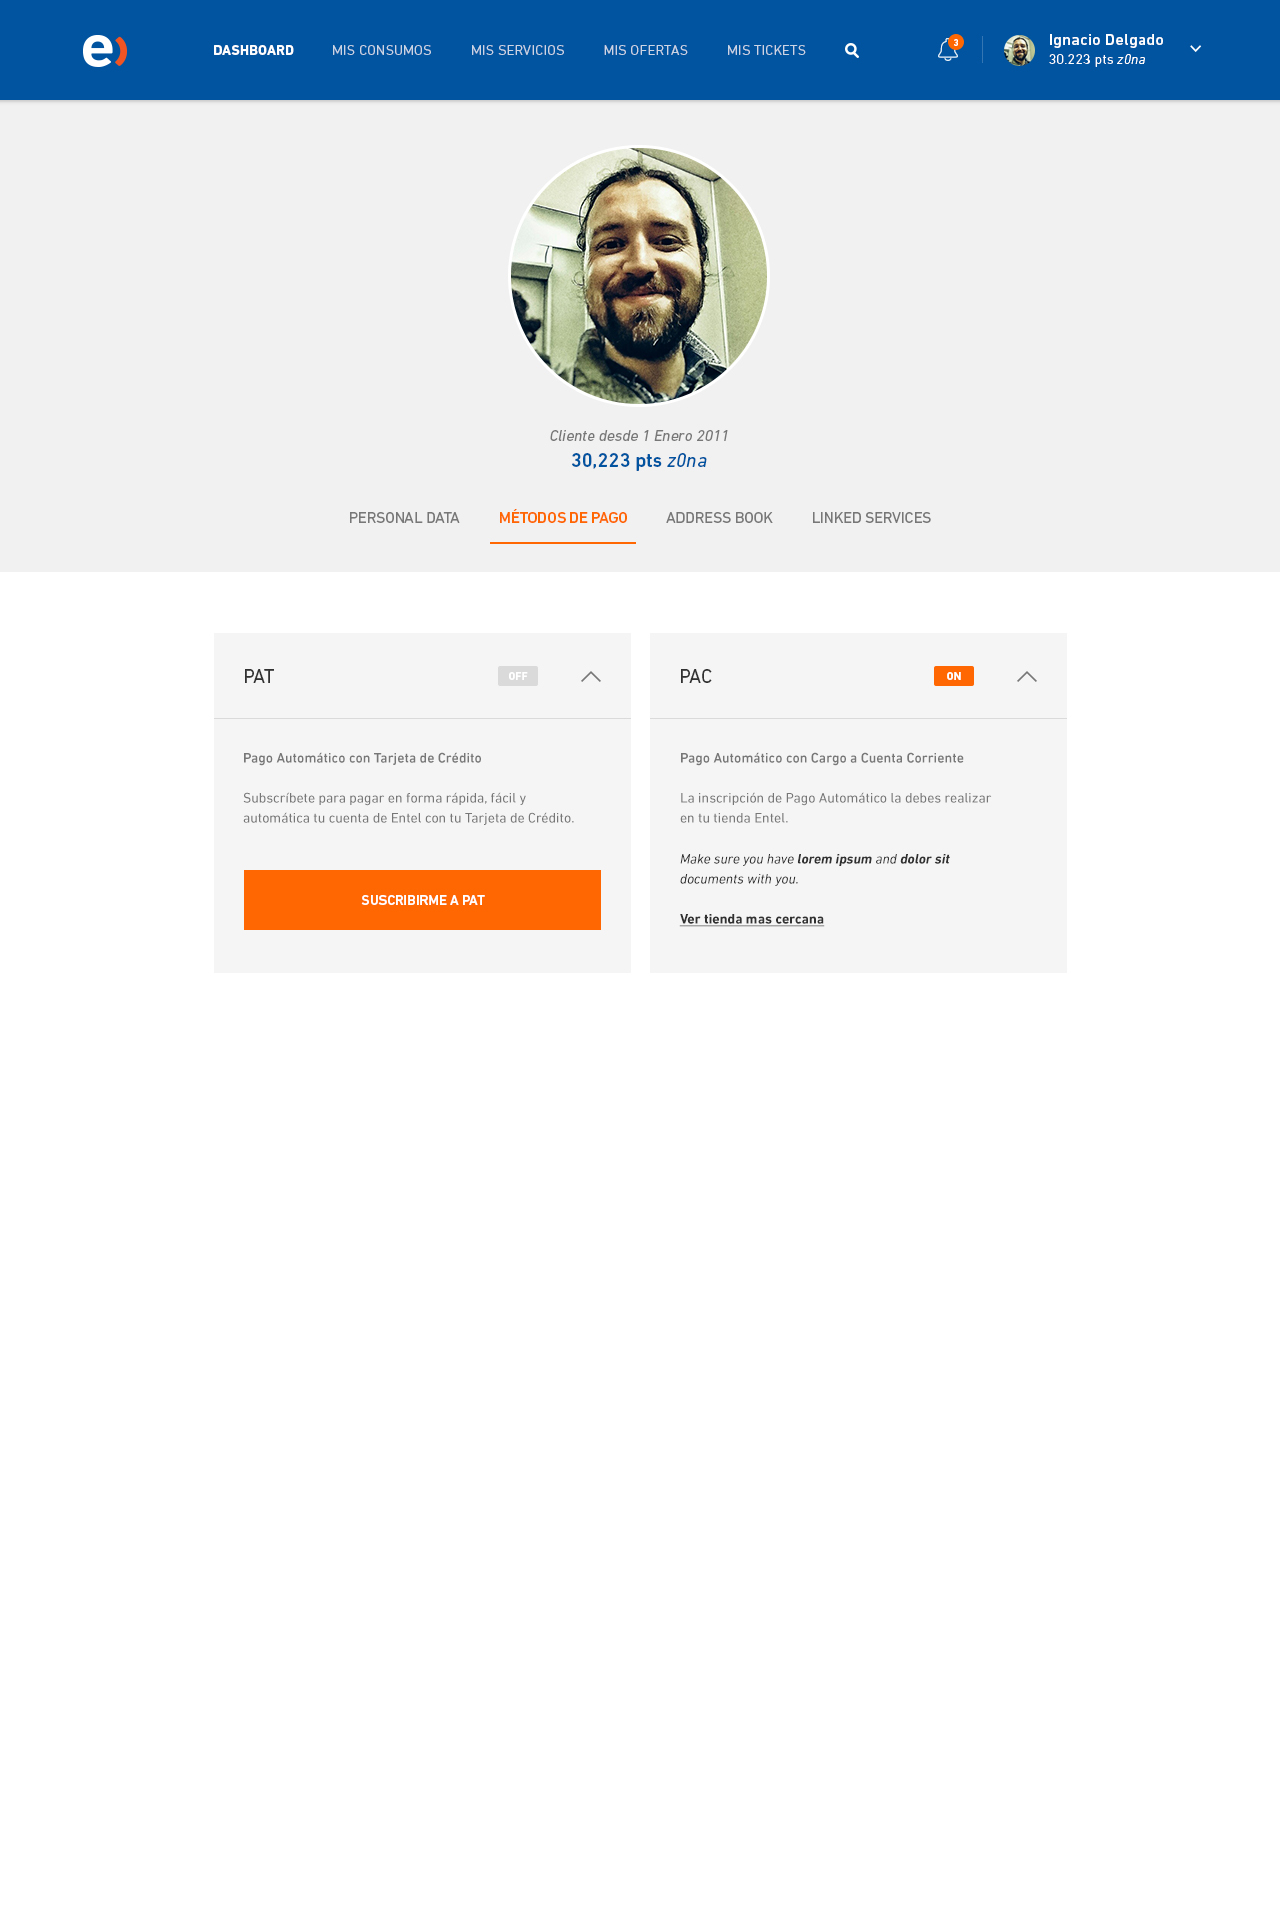 e)
DASHBOARD
MIS CONSUMOS
MIS SERVICIOS
MIS OFERTAS
MIS TICKETS
3
Ignacio Delgado
30.223 pts z0na
Cliente desde 1 Enero 2011
30,223 pts z0na
PERSONAL DATA
MÉTODOS DE PAGO
ADDRESS BOOK
LINKED SERVICES
PAT
OFF
Pago Automático con Tarjeta de Crédito
Subscríbete para pagar en forma rápida, fácil y
automática tu cuenta de Entel con tu Tarjeta de Crédito.
SUSCRIBIRME A PAT
PAC
ON
Pago Automático con Cargo a Cuenta Corriente
La inscripción de Pago Automático la debes realizar
en tu tienda Entel.
Make sure you have lorem ipsum and dolor sit
documents with you.
Ver tienda mas cercana